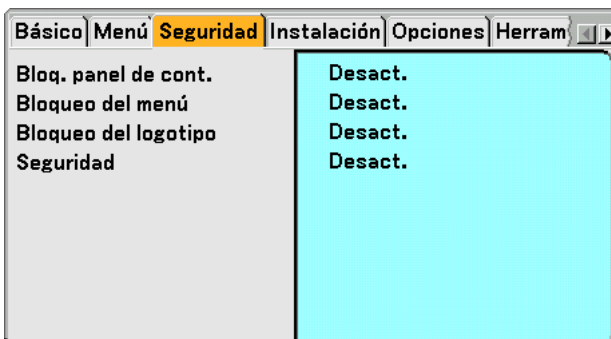 Básico Menú Seguridad Instalación Opciones Herram
Bloq. panel de cont. Desact.
Bloqueo del menú Desact.
Bloqueo del logotipo Desact.
Seguridad Desact.